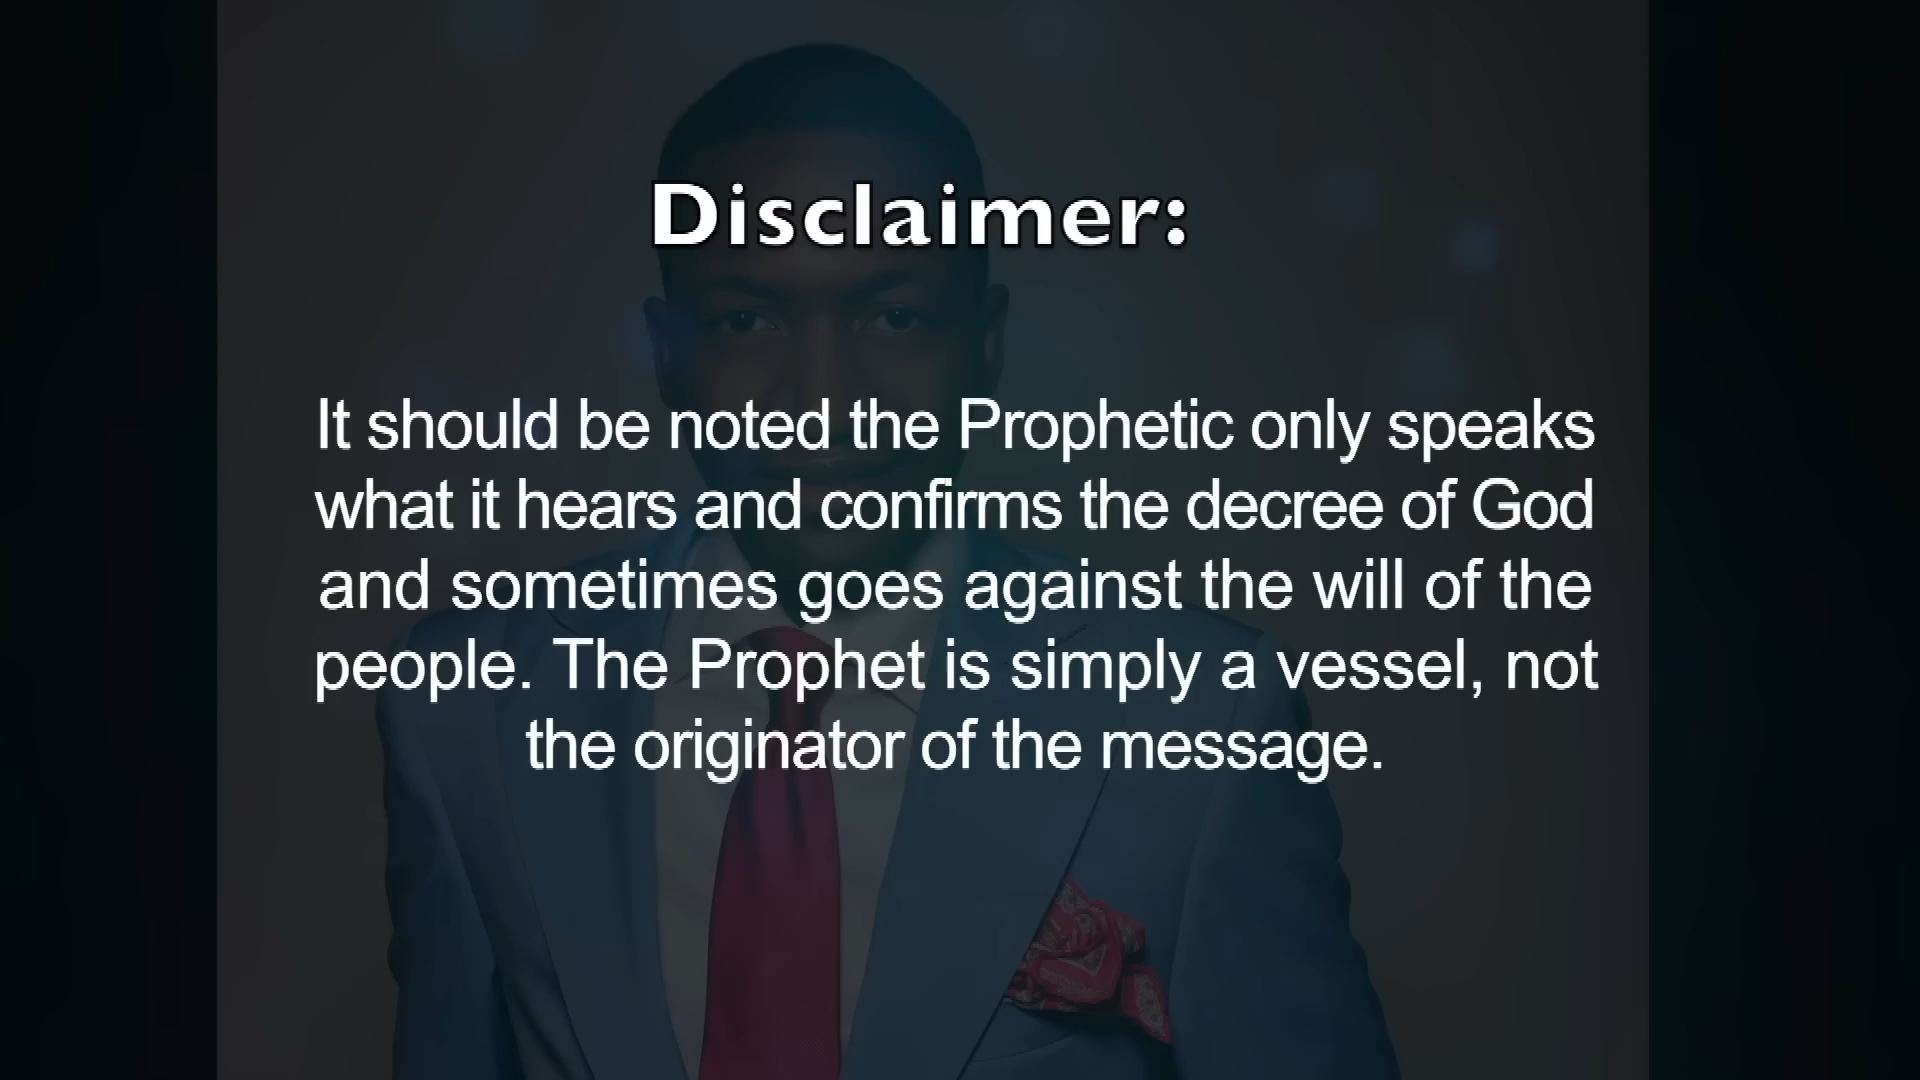 Disclaimer:
It should be noted the Prophetic only speaks
what it hears and confirms the decree of God
and sometimes goes against the will of the
people. The Prophet is simply a vessel, not
the originator of the message.